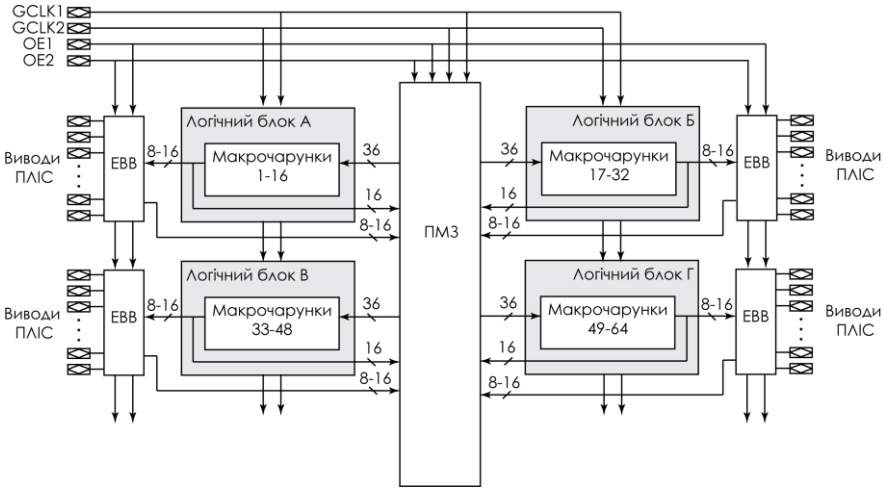 GCLK1
GCLK2
OE1
OE2
Логічний блок А
Логічний блок Б
Виводи
ПЛІС
ЕВВ
8-16
Макрочарунки
1-16
36
16
8-16
ПМЗ
36
Макрочарунки
17-32
8-16
16
8-16
ЕВВ
Виводи
ПЛІС
Логічний блок В
Логічний блок Г
Виводи
ПЛІС
ЕВВ
8-16
Макрочарунки
33-48
36
16
8-16
36
Макрочарунки
49-64
8-16
16
8-16
ЕВВ
Виводи
ПЛІС